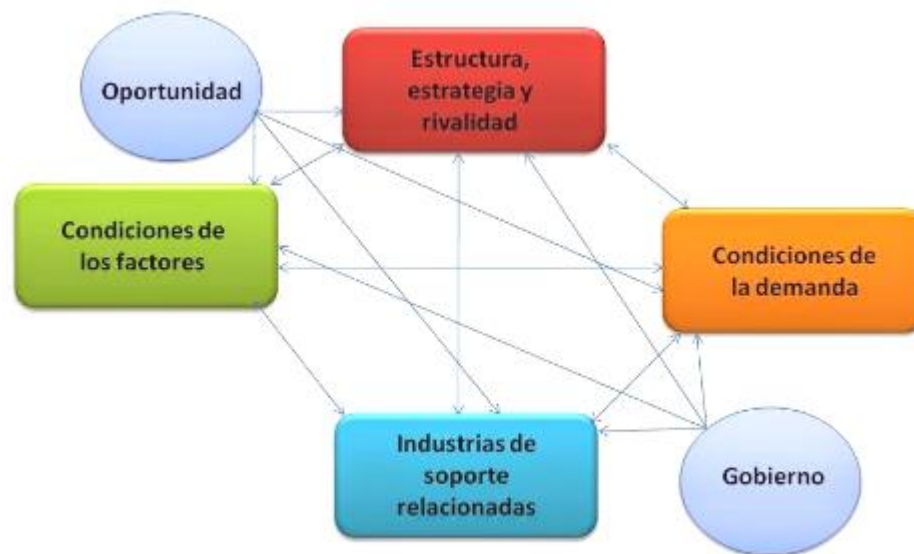 Oportunidad
Estructura,
estrategia y
rivalidad
Condiciones de
los factores
Condiciones de
la demanda
Industrias de
soporte
relacionadas
Gobierno